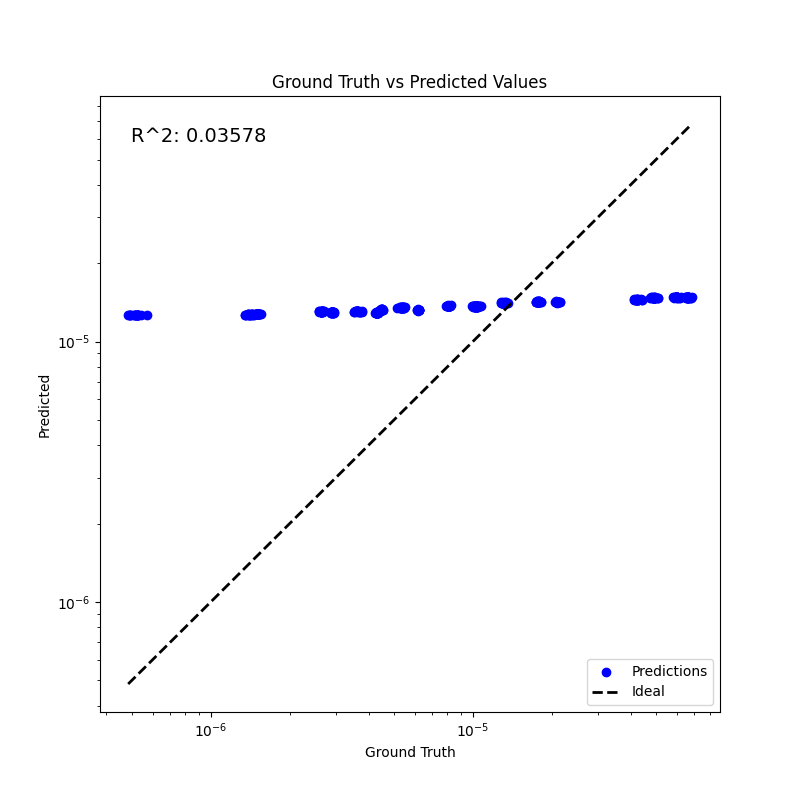 Ground Truth vs Predicted Values
R^2: 0.03578
Predicted
10⁻⁵
10⁻⁶
Predictions
Ideal
10⁻⁶ 10⁻⁵
Ground Truth